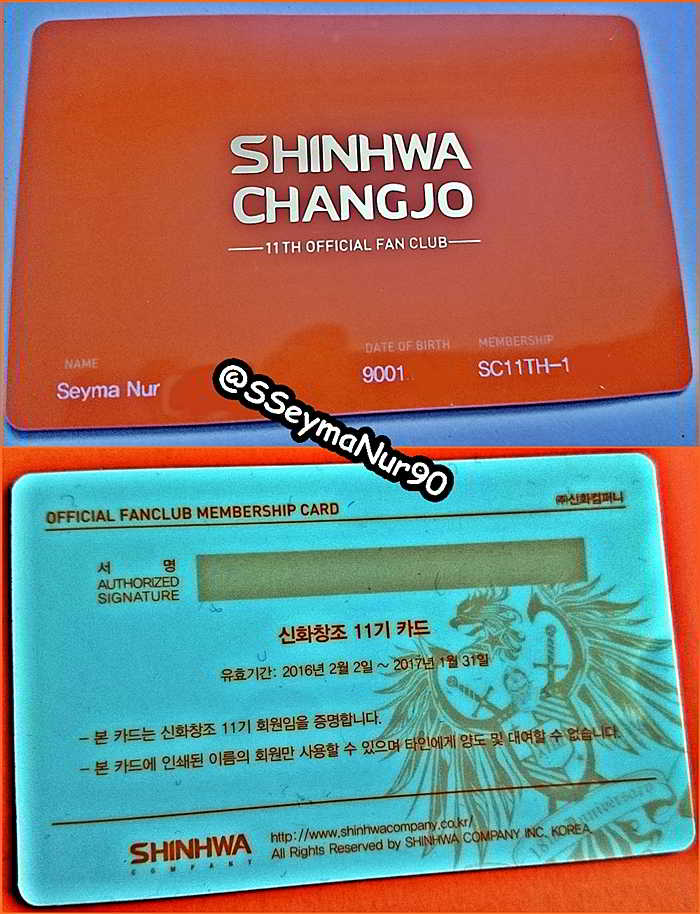 SHINHWA
CHANGJO
11TH OFFICIAL FAN CLUB
NAME
Seyma Nur
DATE OF BIRTH
9001
MEMBERSHIP
SC11TH-1
@SSeymaNur90
OFFICIAL FANCLUB MEMBERSHIP CARD
㈜신화컴퍼니
서 명
AUTHORIZED
SIGNATURE
신화창조 11기 카드
유효기간: 2016년 2월 2일 ~ 2017년 1월 31일
- 본 카드는 신화창조 11기 회원임을 증명합니다.
- 본 카드에 인쇄된 이름의 회원만 사용할 수 있으며 타인에게 양도 및 대여할 수 없습니다.
18th Anniversary
SHINHWA
COMPANY
http://www.shinhwacompany.co.kr/
All Rights Reserved by SHINHWA COMPANY INC, KOREA.